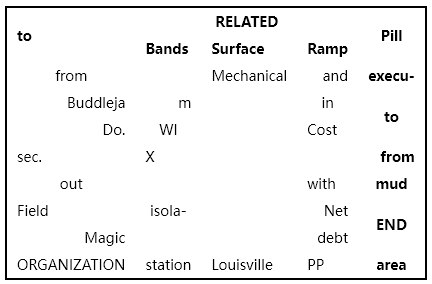 to RELATED Pill
Bands Surface Ramp
from Mechanical and execu-
Buddleja m in to
Do. WI Cost
sec. X from
out with mud
Field isola- Net END
Magic debt
ORGANIZATION station Louisville PP area